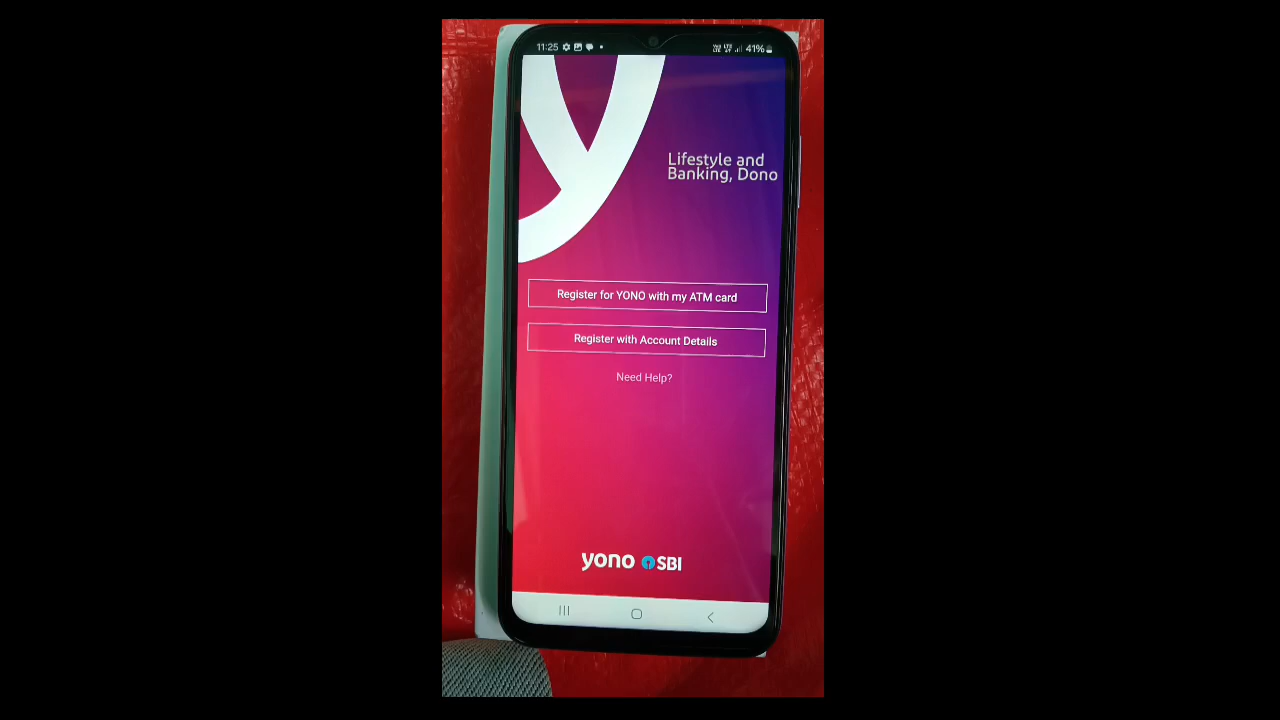 11:25
41%
Lifestyle and
Banking, Dono
Register for YONO with my ATM card
Register with Account Details
Need Help?
yono SBI